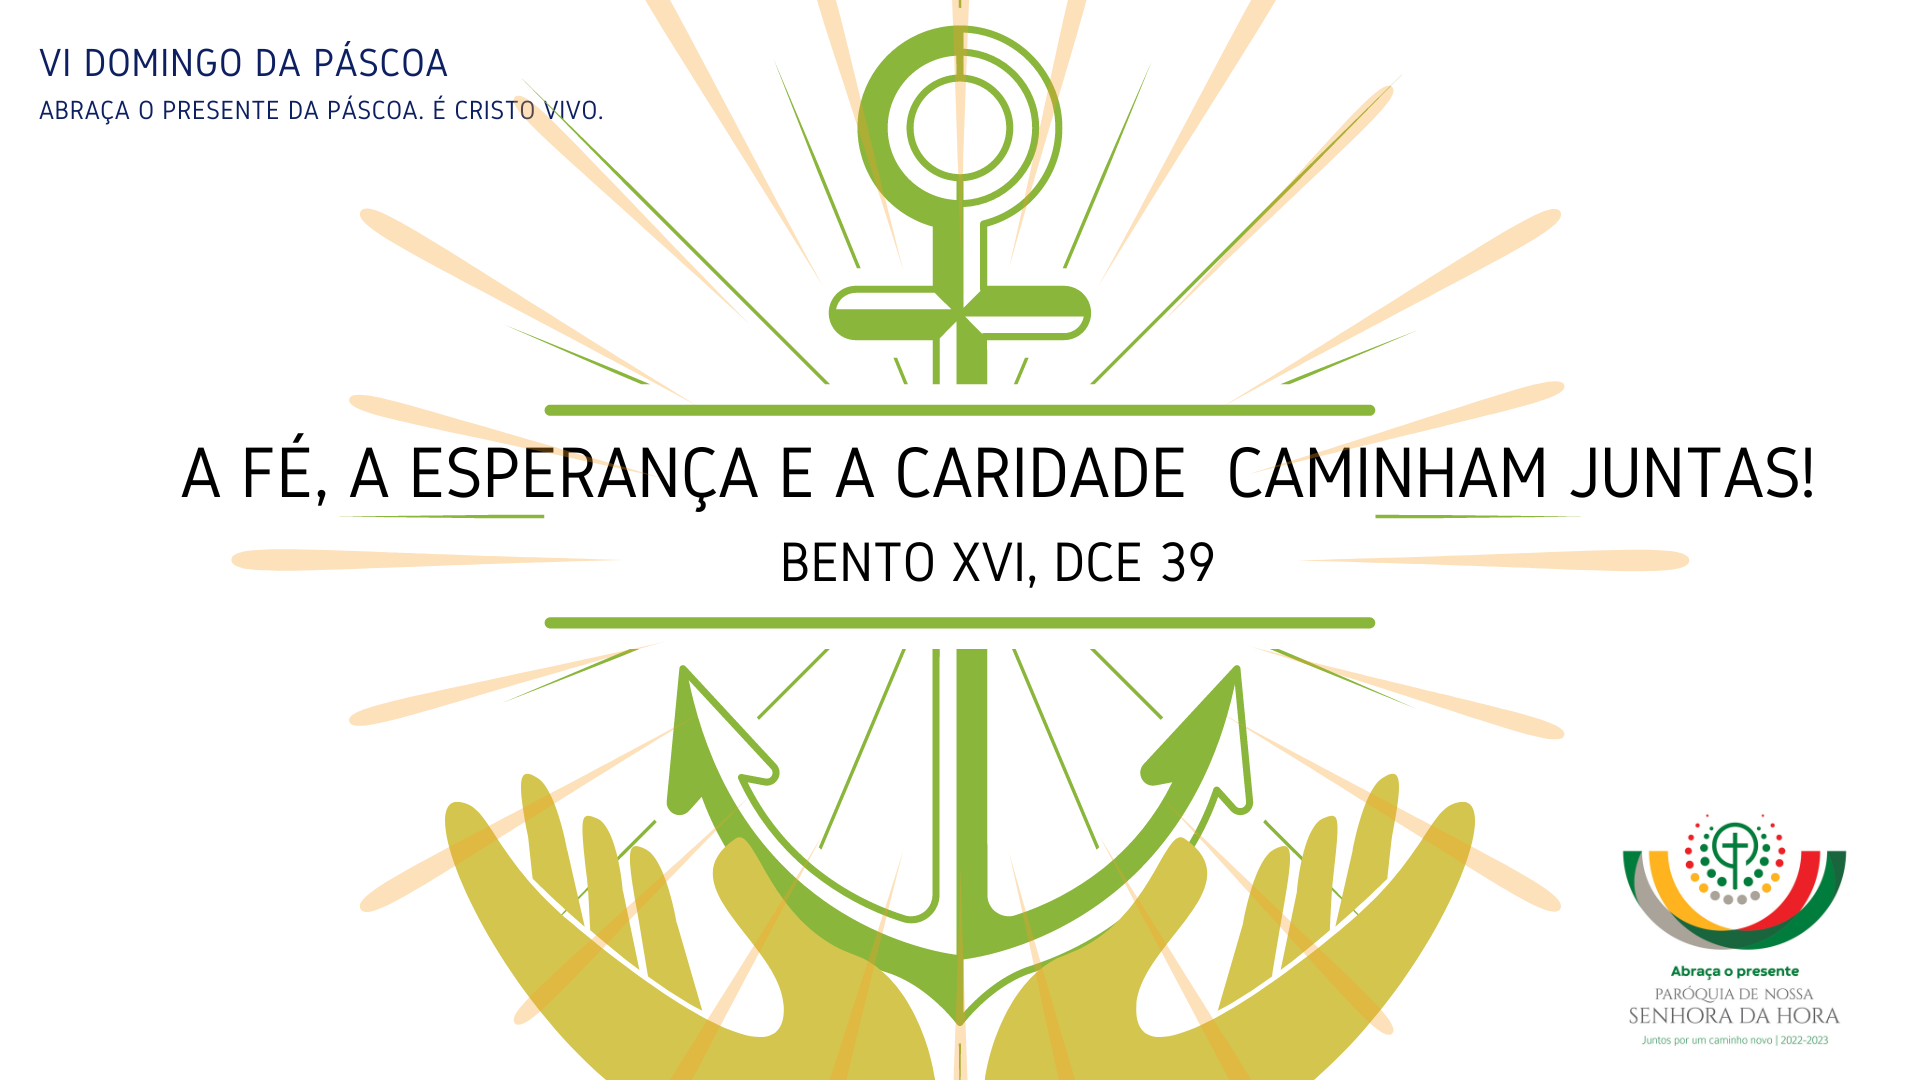 VI DOMINGO DA PÁSCOA
ABRAÇA O PRESENTE DA PÁSCOA. É CRISTO VIVO.
A FÉ, A ESPERANÇA E A CARIDADE CAMINHAM JUNTAS!
BENTO XVI, DCE 39
Abraça o presente
PARÓQUIA DE NOSSA
SENHORA DA HORA
Juntos por um caminho novo | 2022-2023